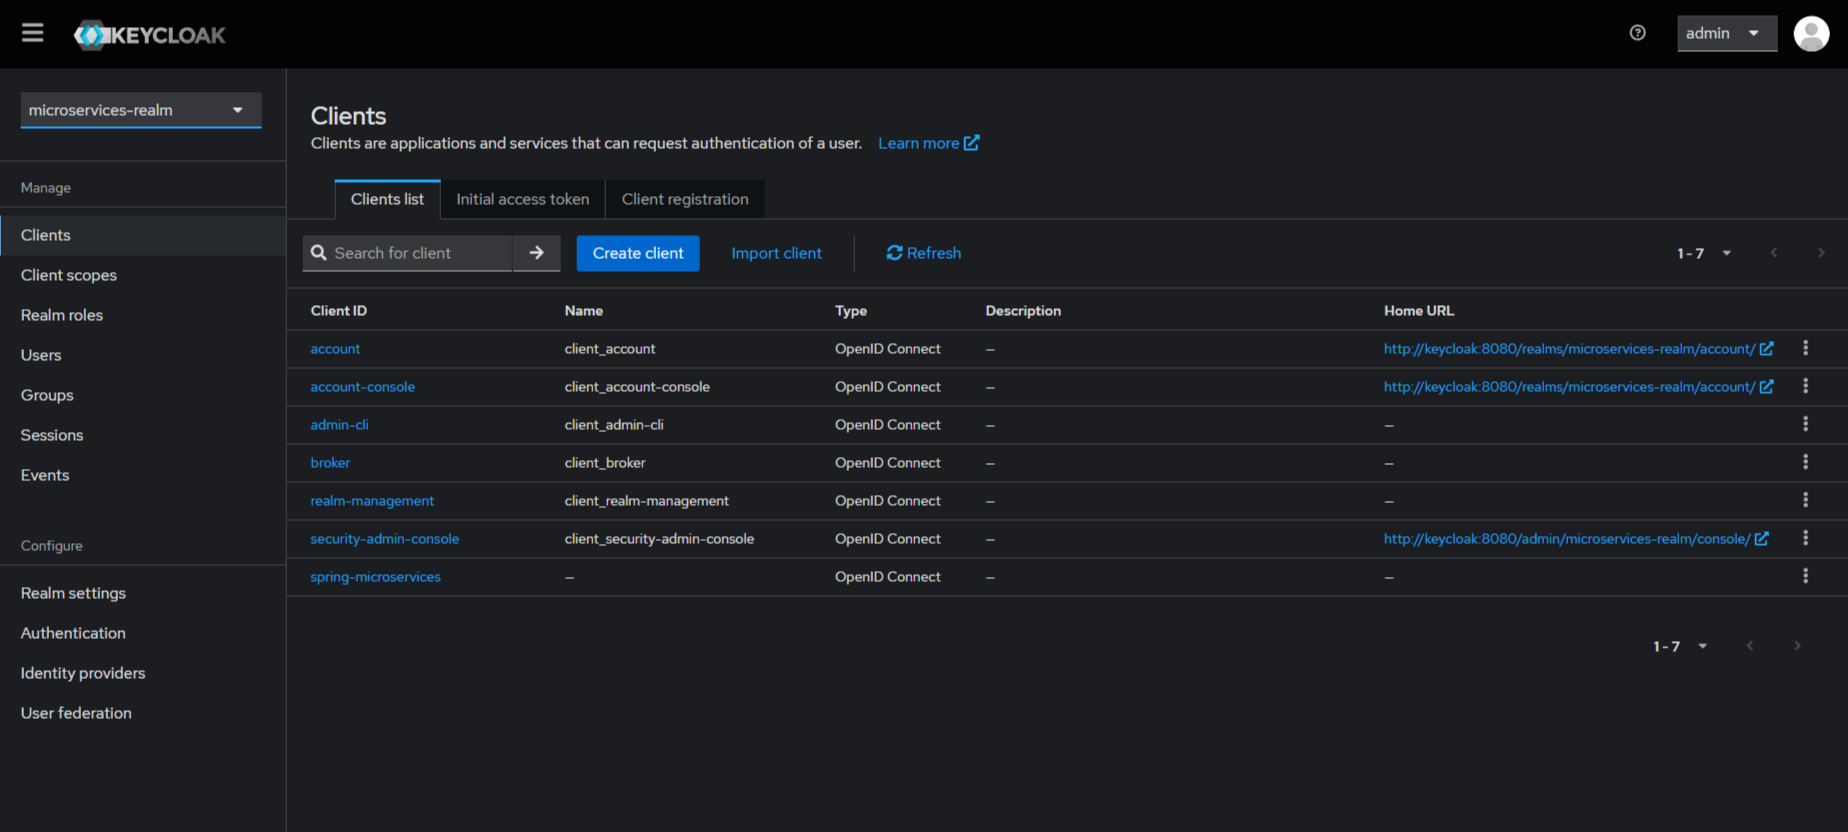 KEYCLOAK
admin
microservices-realm
Manage
Clients
Client scopes
Realm roles
Users
Groups
Sessions
Events
Configure
Realm settings
Authentication
Identity providers
User federation
Clients
Clients are applications and services that can request authentication of a user. Learn more
Clients list Initial access token Client registration
Search for client Create client Import client Refresh 1 - 7
Client ID Name Type Description Home URL
account client_account OpenID Connect – http://keycloak:8080/realms/microservices-realm/account/
account-console client_account-console OpenID Connect – http://keycloak:8080/realms/microservices-realm/account/
admin-cli client_admin-cli OpenID Connect – –
broker client_broker OpenID Connect – –
realm-management client_realm-management OpenID Connect – –
security-admin-console client_security-admin-console OpenID Connect – http://keycloak:8080/admin/microservices-realm/console/
spring-microservices – OpenID Connect – –
1 - 7